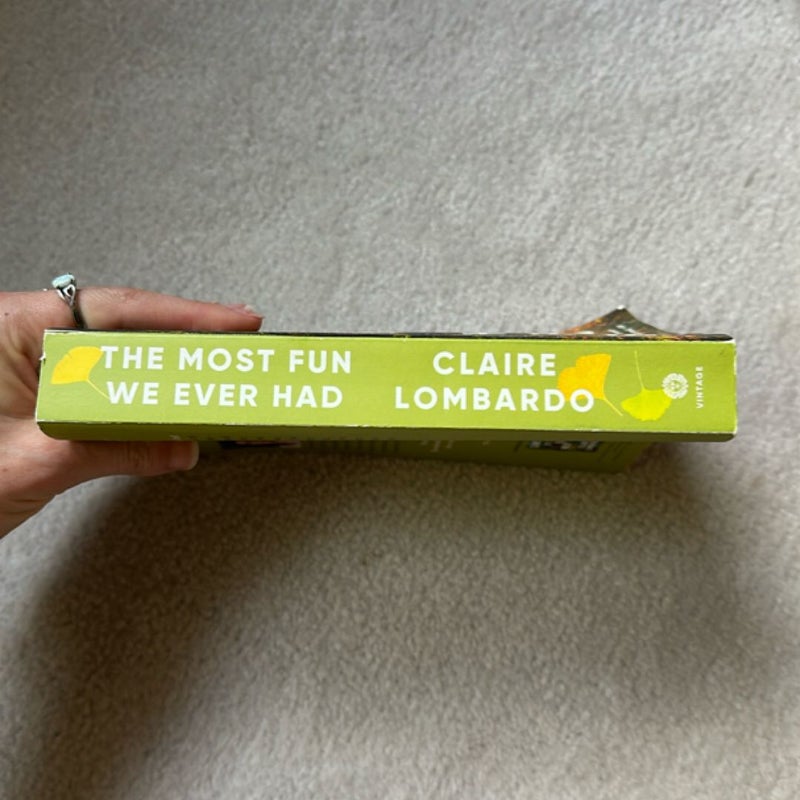 THE MOST FUN
WE EVER HAD
CLAIRE
LOMBARDO
VINTAGE